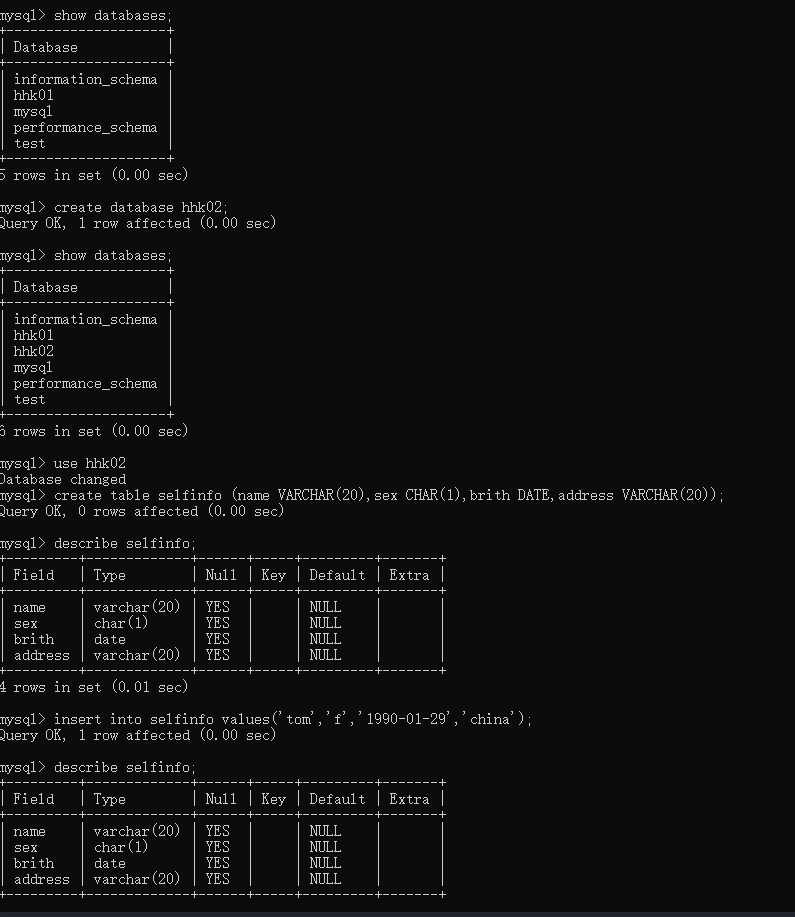 mysql> show databases;
+--------------------+
| Database           |
+--------------------+
| information_schema |
| hhk01              |
| mysql              |
| performance_schema |
| test               |
+--------------------+
5 rows in set (0.00 sec)
mysql> create database hhk02;
Query OK, 1 row affected (0.00 sec)
mysql> show databases;
+--------------------+
| Database           |
+--------------------+
| information_schema |
| hhk01              |
| hhk02              |
| mysql              |
| performance_schema |
| test               |
+--------------------+
6 rows in set (0.00 sec)
mysql> use hhk02
Database changed
mysql> create table selfinfo (name VARCHAR(20),sex CHAR(1),brith DATE,address VARCHAR(20));
Query OK, 0 rows affected (0.00 sec)
mysql> describe selfinfo;
+---------+-------------+------+-----+---------+-------+
| Field   | Type        | Null | Key | Default | Extra |
+---------+-------------+------+-----+---------+-------+
| name    | varchar(20) | YES  |     | NULL    |       |
| sex     | char(1)     | YES  |     | NULL    |       |
| brith   | date        | YES  |     | NULL    |       |
| address | varchar(20) | YES  |     | NULL    |       |
+---------+-------------+------+-----+---------+-------+
4 rows in set (0.01 sec)
mysql> insert into selfinfo values('tom','f','1990-01-29','china');
Query OK, 1 row affected (0.00 sec)
mysql> describe selfinfo;
+---------+-------------+------+-----+---------+-------+
| Field   | Type        | Null | Key | Default | Extra |
+---------+-------------+------+-----+---------+-------+
| name    | varchar(20) | YES  |     | NULL    |       |
| sex     | char(1)     | YES  |     | NULL    |       |
| brith   | date        | YES  |     | NULL    |       |
| address | varchar(20) | YES  |     | NULL    |       |
+---------+-------------+------+-----+---------+-------+